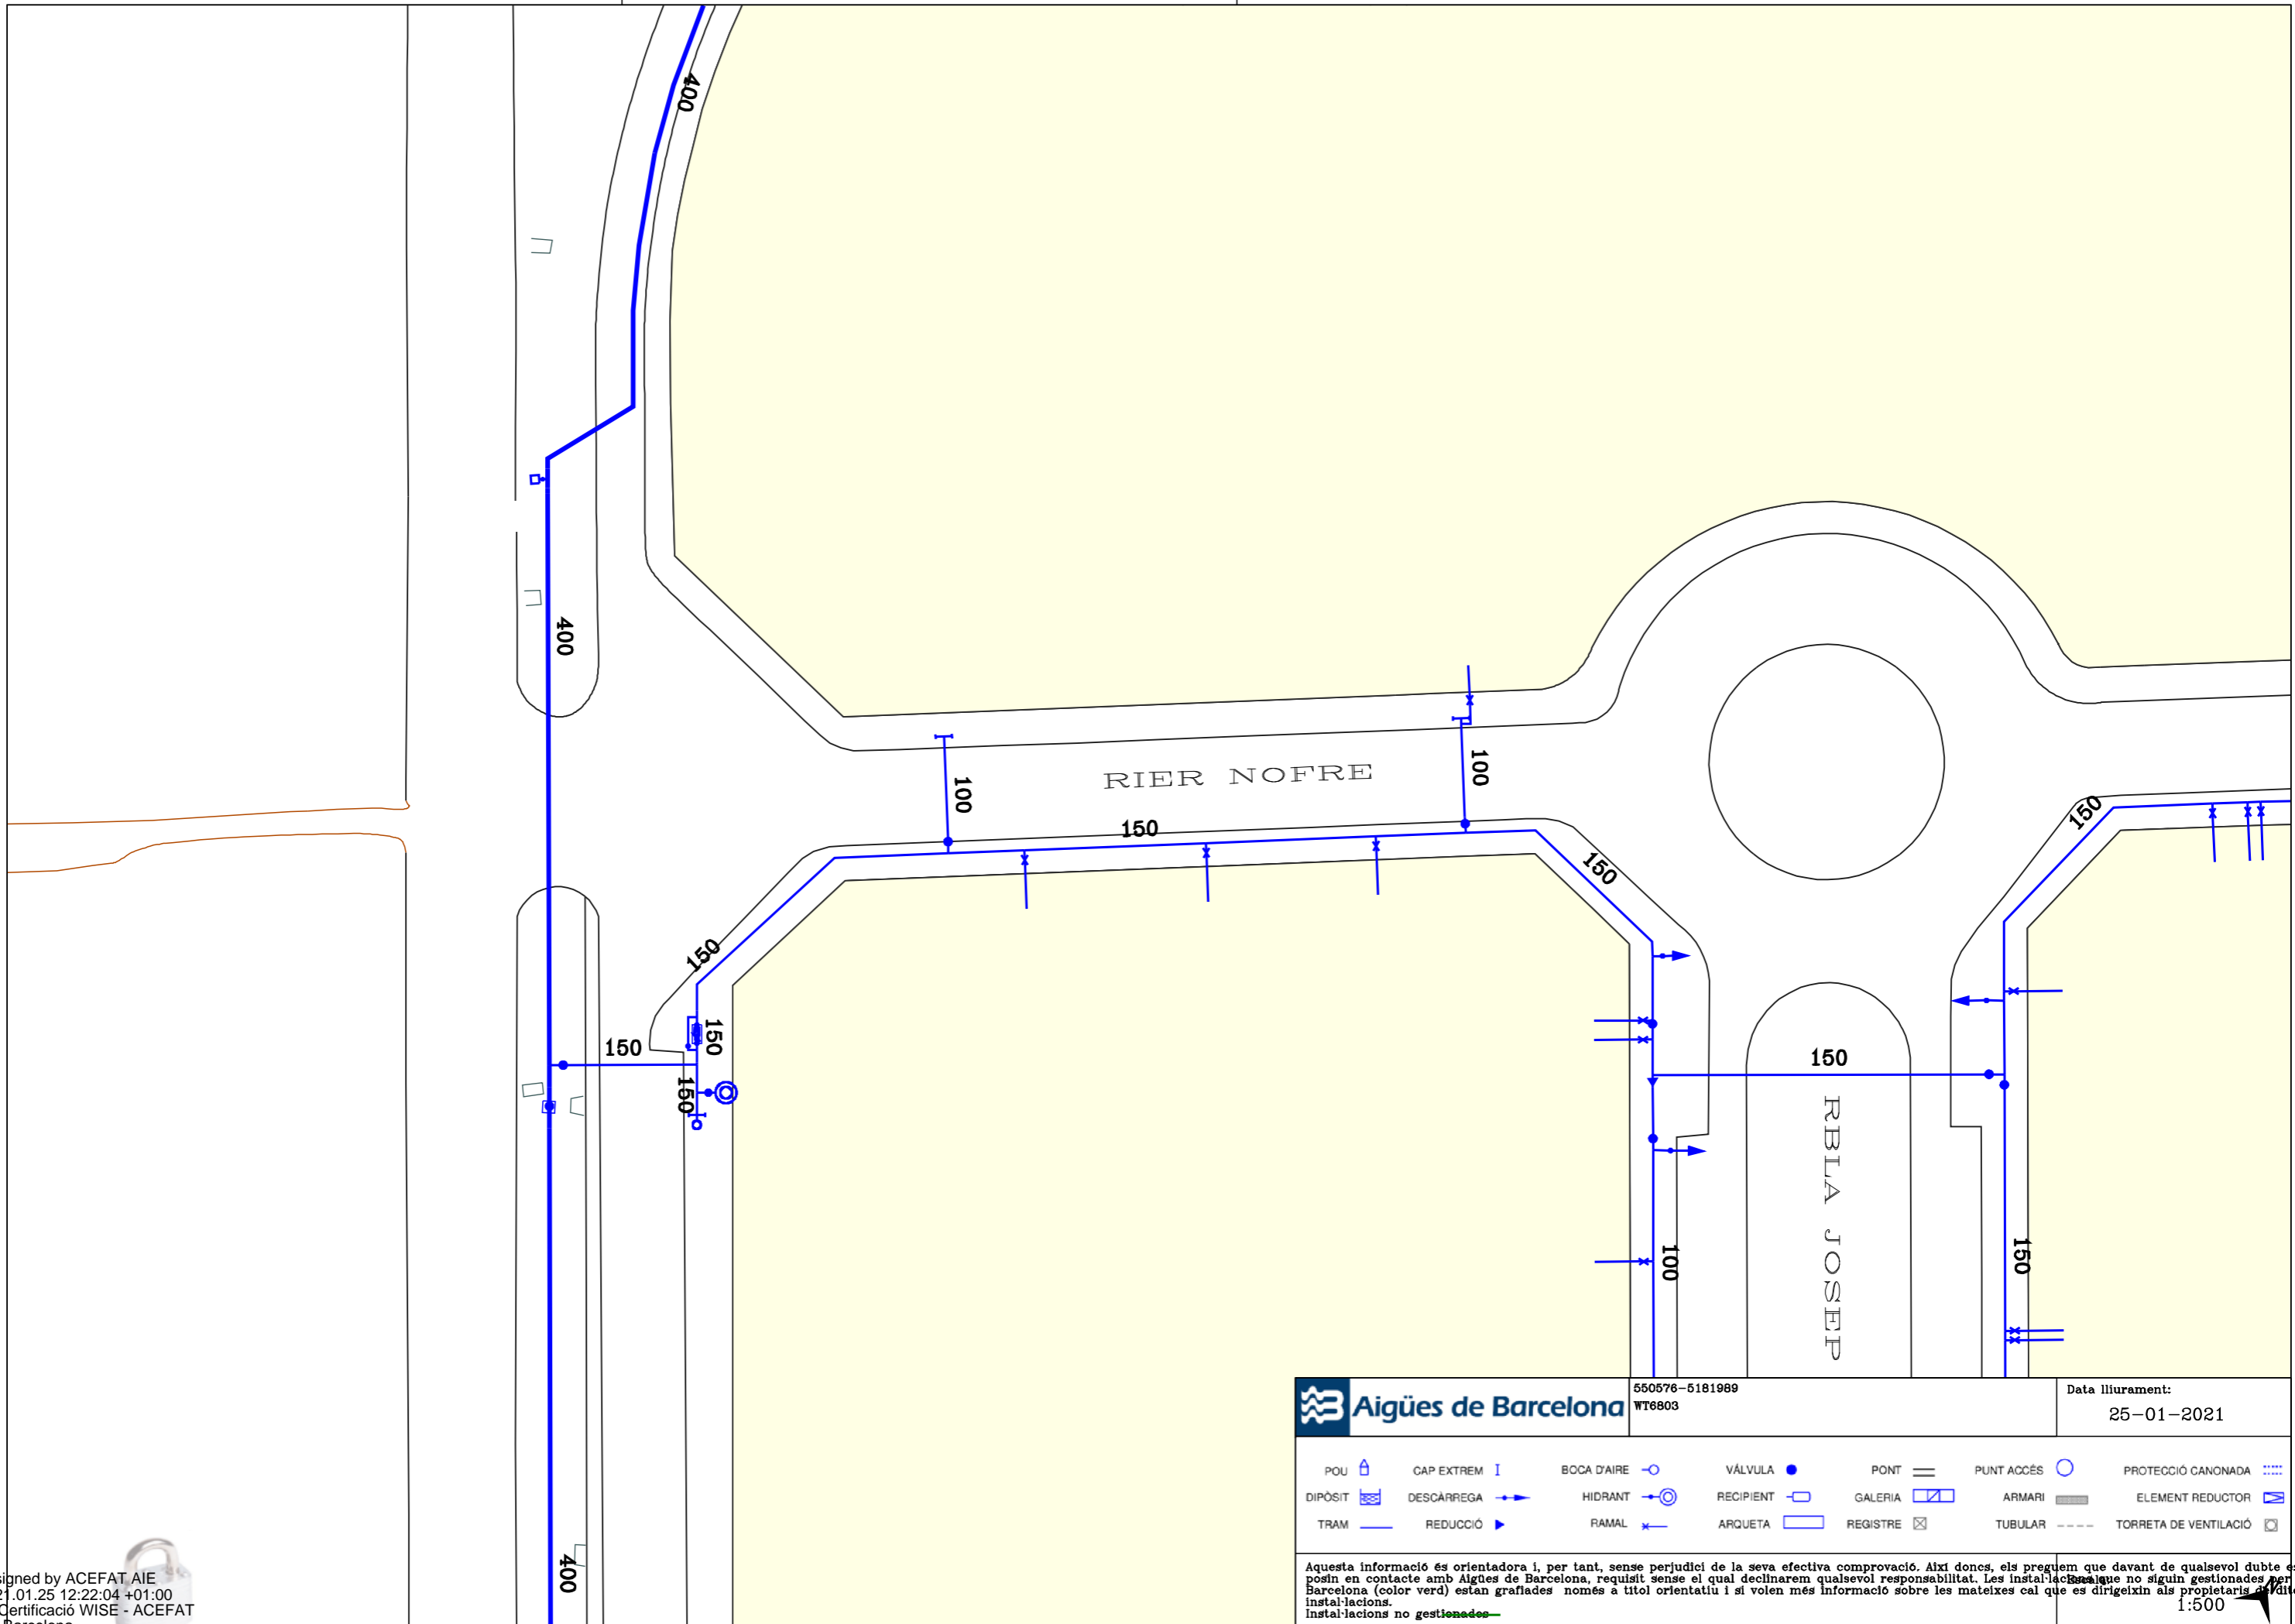 400
400
100
RIER NOFRE
100
150
150
150
150
150
150
150
150
RBLA JOSEP
100
150
400
Aigües de Barcelona
550576-5181989
WT6803
Data lliurament:
25-01-2021
POU CAP EXTREM BOCA D'AIRE VÁLVULA PONT PUNT ACCÉS PROTECCIÓ CANONADA
DIPÒSIT DESCÀRREGA HIDRANT RECIPIENT GALERIA ARMARI ELEMENT REDUCTOR
TRAM REDUCCIÓ RAMAL ARQUETA REGISTRE TUBULAR TORRETA DE VENTILACIÓ
Aquesta informació és orientadora i, per tant, sense perjudici de la seva efectiva comprovació. Així doncs, els preguem que davant de qualsevol dubte es
posin en contacte amb Aigües de Barcelona, requisit sense el qual declinarem qualsevol responsabilitat. Les instal·lacions que no siguin gestionades per
Barcelona (color verd) estan grafiades només a títol orientatiu i si volen més informació sobre les mateixes cal que es dirigeixin als propietaris
instal·lacions.
Instal·lacions no gestionades
Escala:
1:500
igned by ACEFAT AIE
21.01.25 12:22:04 +01:00
Certificació WISE - ACEFAT
Barcelona